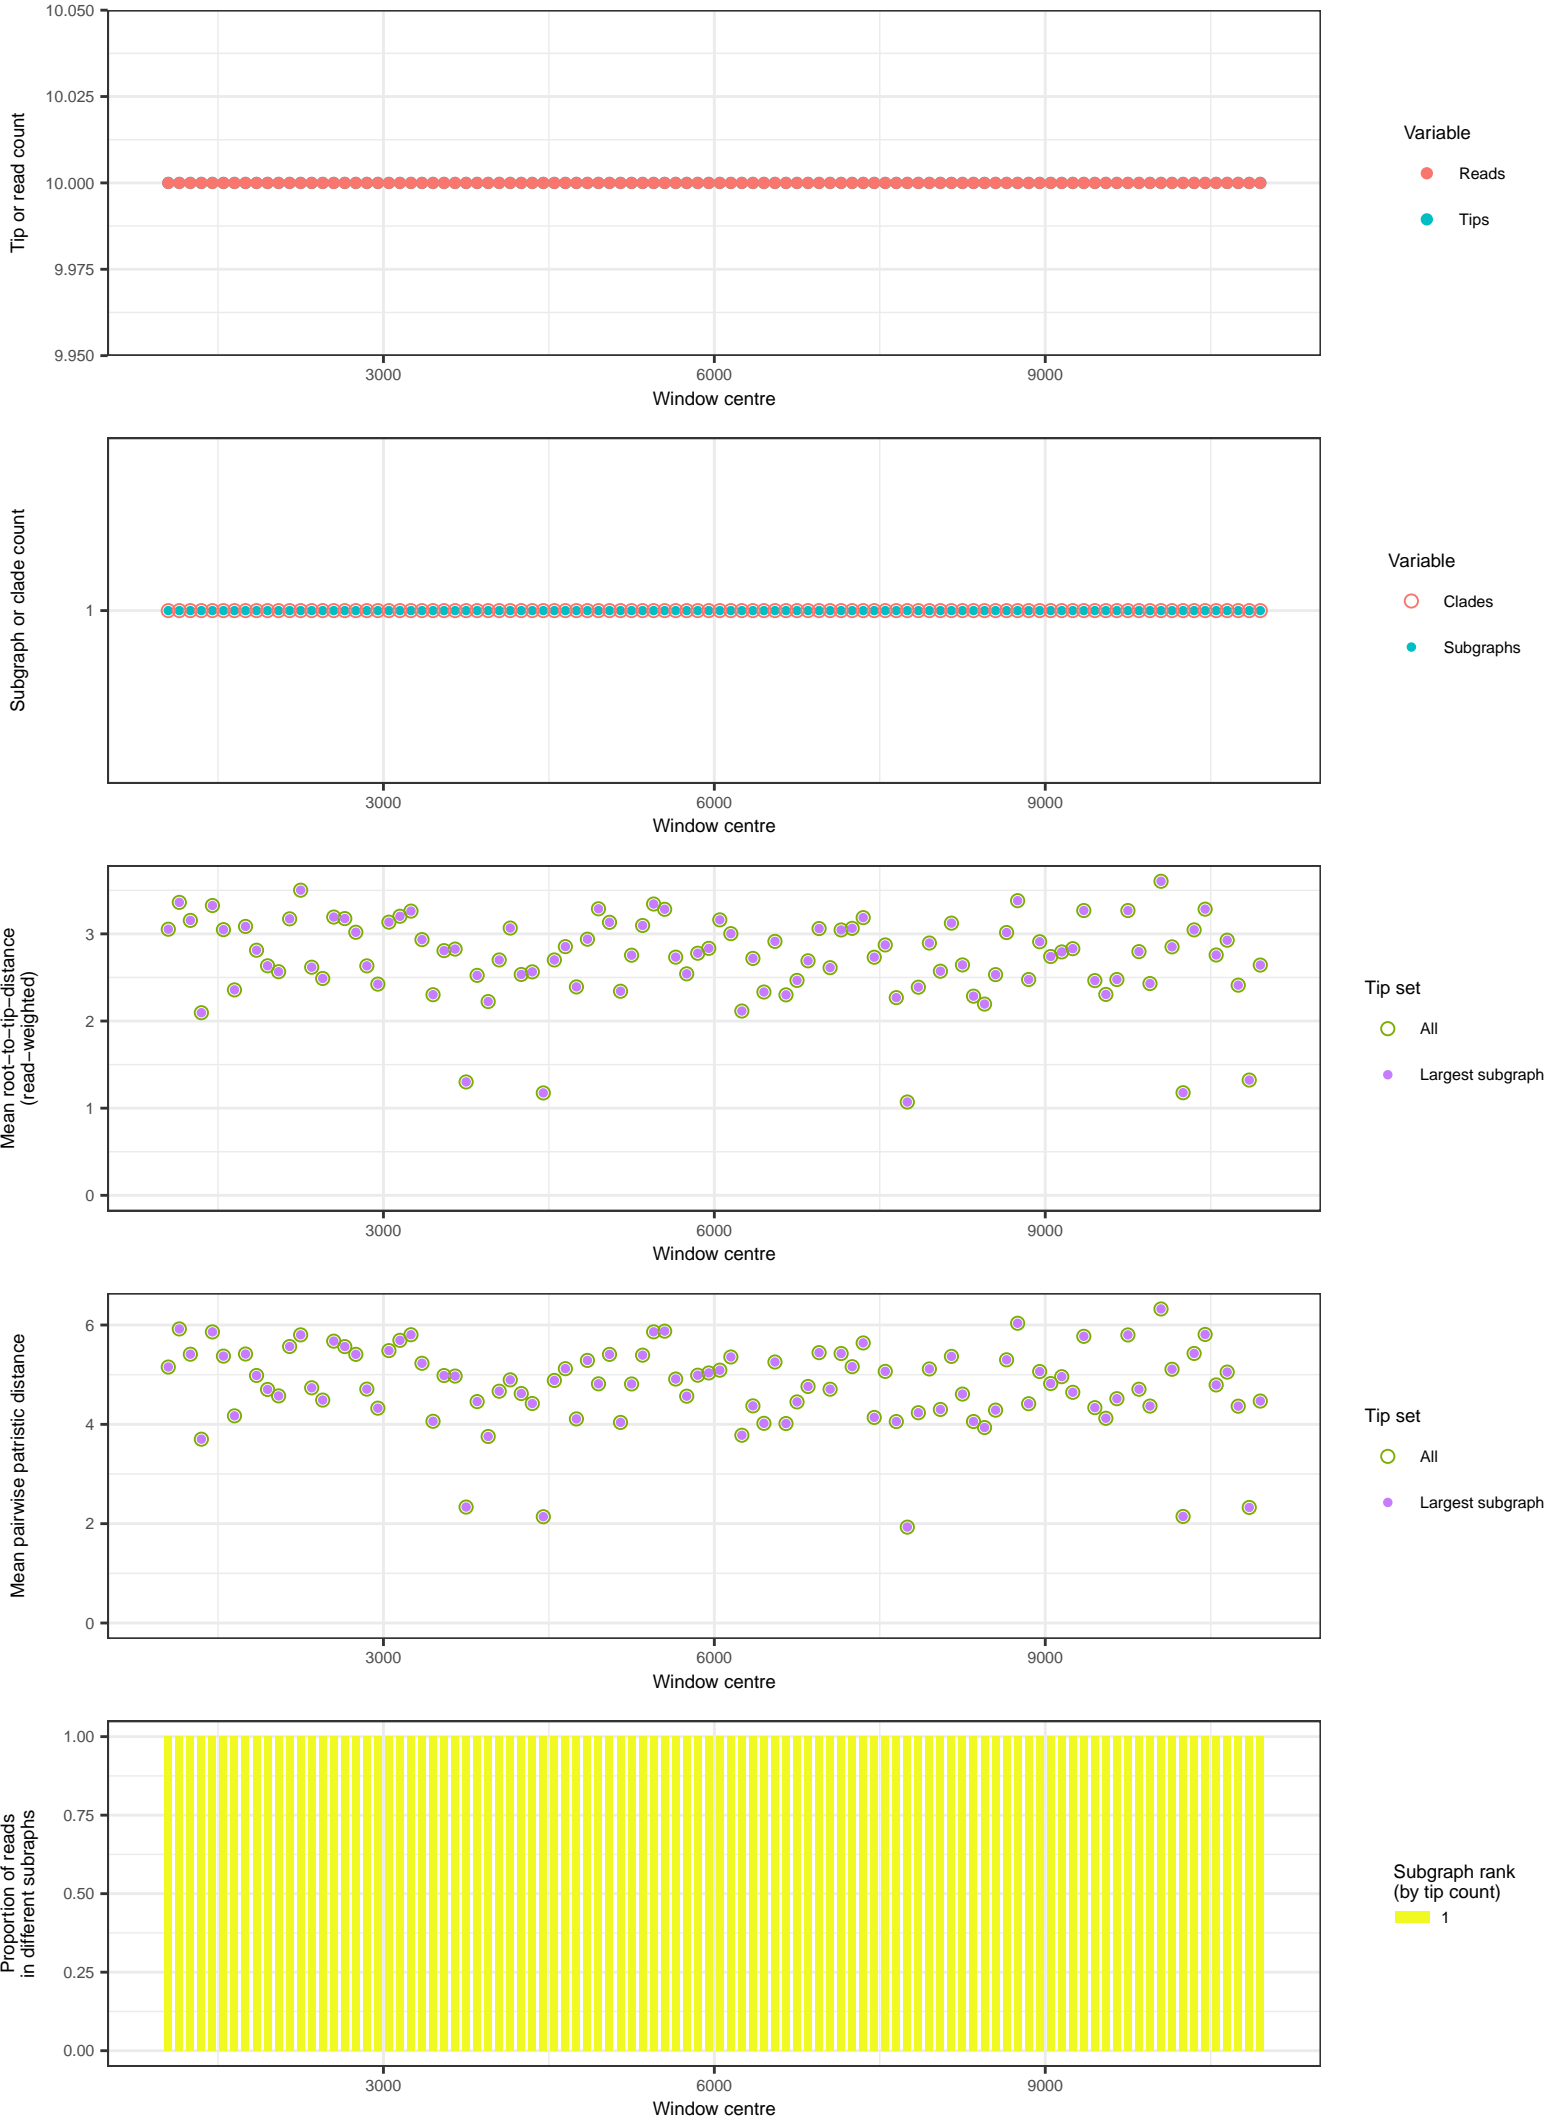 10.050
10.025
10.000
9.975
9.950
Tip or read count
3000 6000 9000
Window centre
Variable
Reads
Tips
1
Subgraph or clade count
3000 6000 9000
Window centre
Variable
Clades
Subgraphs
3
2
1
0
Mean root−to−tip−distance
(read−weighted)
3000 6000 9000
Window centre
Tip set
All
Largest subgraph
6
4
2
0
Mean pairwise patristic distance
3000 6000 9000
Window centre
Tip set
All
Largest subgraph
1.00
0.75
0.50
0.25
0.00
Proportion of reads
in different subraphs
3000 6000 9000
Window centre
Subgraph rank
(by tip count)
1